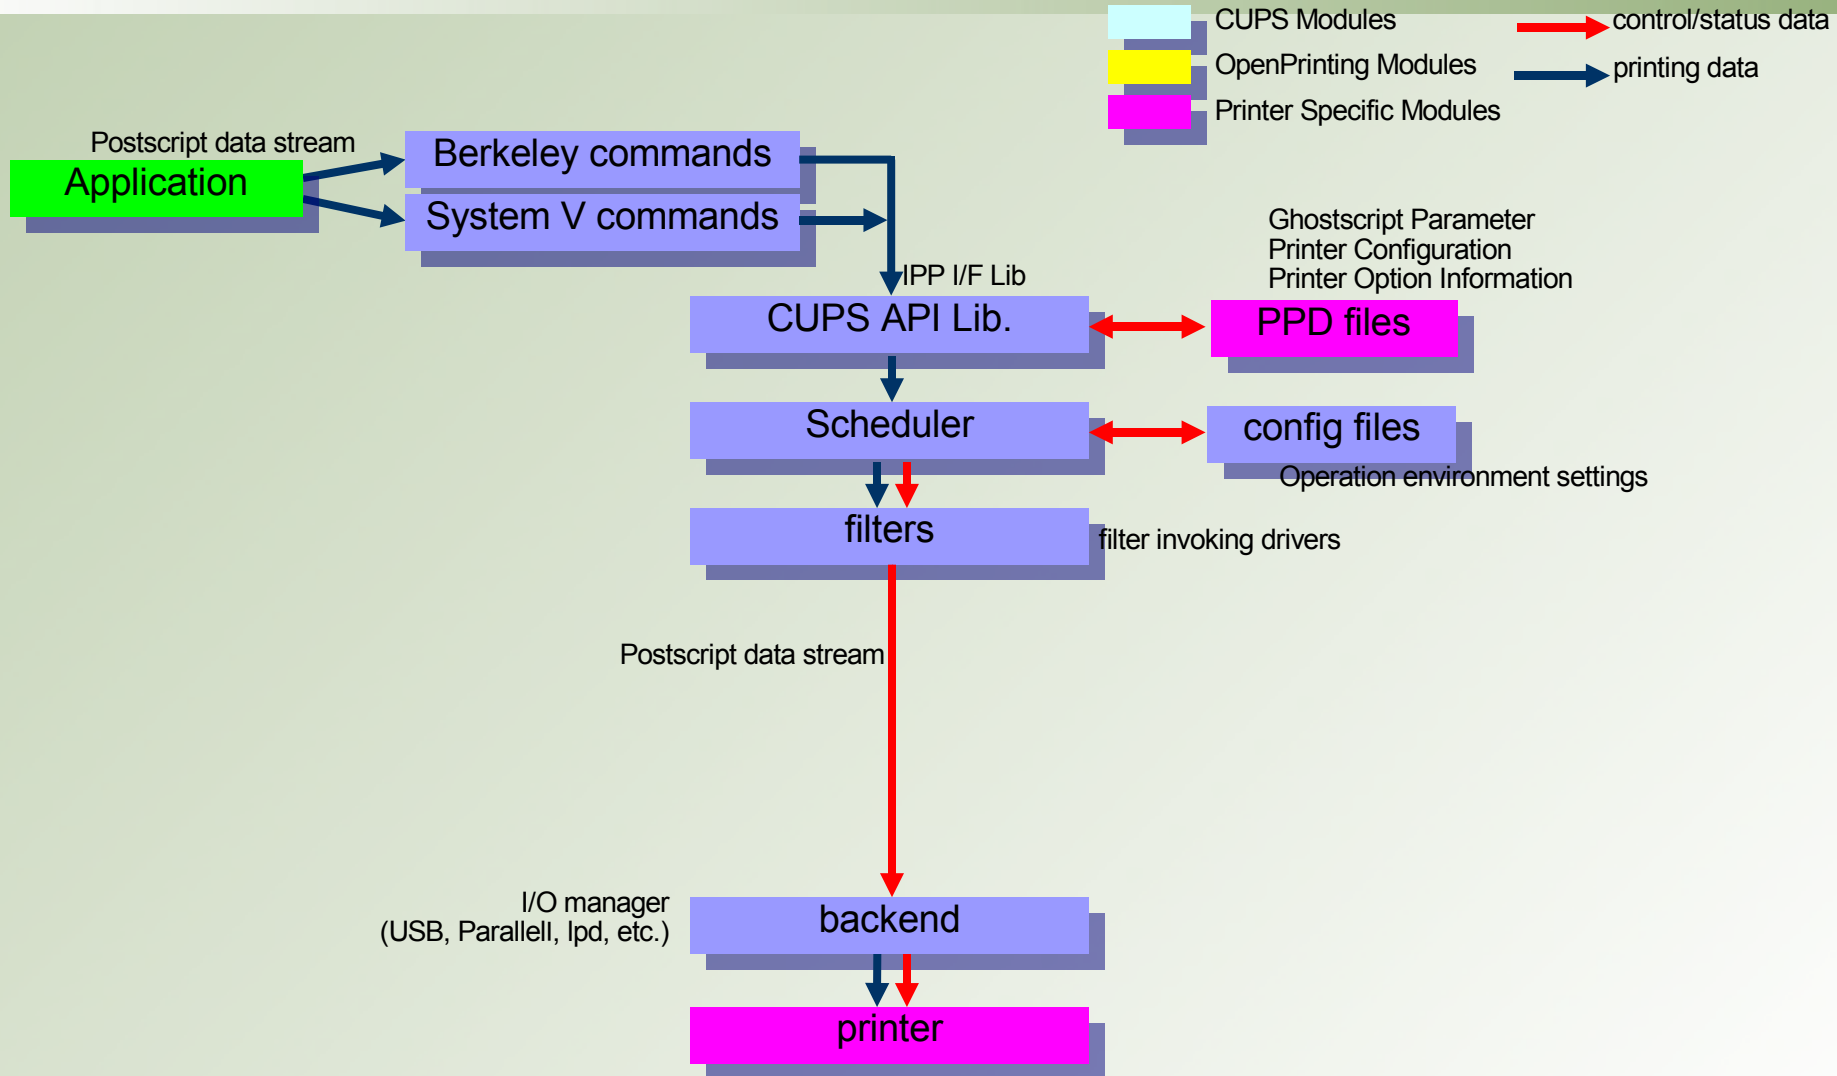 CUPS Modules
control/status data
OpenPrinting Modules
printing data
Printer Specific Modules
Postscript data stream
Application
Berkeley commands
System V commands
Ghostscript Parameter
Printer Configuration
Printer Option Information
IPP I/F Lib
CUPS API Lib.
PPD files
Scheduler
config files
Operation environment settings
filters
filter invoking drivers
Postscript data stream
I/O manager
(USB, Parallell, lpd, etc.)
backend
printer